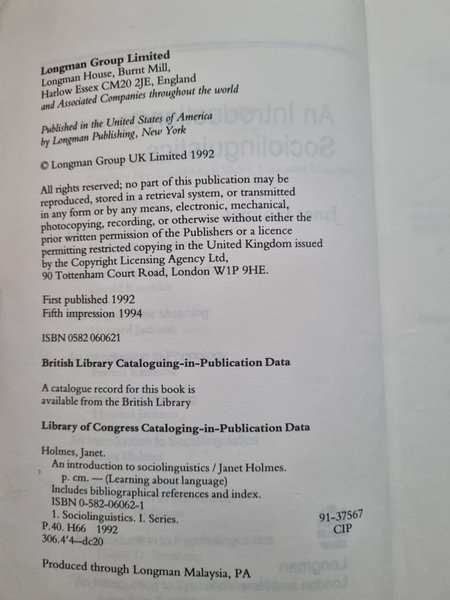 Longman Group Limited
Longman House, Burnt Mill,
Harlow Essex CM20 2JE, England
and Associated Companies throughout the world
Published in the United States of America
by Longman Publishing, New York
© Longman Group UK Limited 1992
All rights reserved; no part of this publication may be
reproduced, stored in a retrieval system, or transmitted
in any form or by any means, electronic, mechanical,
photocopying, recording, or otherwise without either the
prior written permission of the Publishers or a licence
permitting restricted copying in the United Kingdom issued
by the Copyright Licensing Agency Ltd,
90 Tottenham Court Road, London W1P 9HE.
First published 1992
Fifth impression 1994
ISBN 0582 060621
British Library Cataloguing-in-Publication Data
A catalogue record for this book is
available from the British Library
Library of Congress Cataloging-in-Publication Data
Holmes, Janet.
An introduction to sociolinguistics / Janet Holmes.
p. cm. — (Learning about language)
Includes bibliographical references and index.
ISBN 0-582-06062-1
1. Sociolinguistics. I. Series.
P.40. H66 1992
306.4'4—dc20
91-37567
CIP
Produced through Longman Malaysia, PA